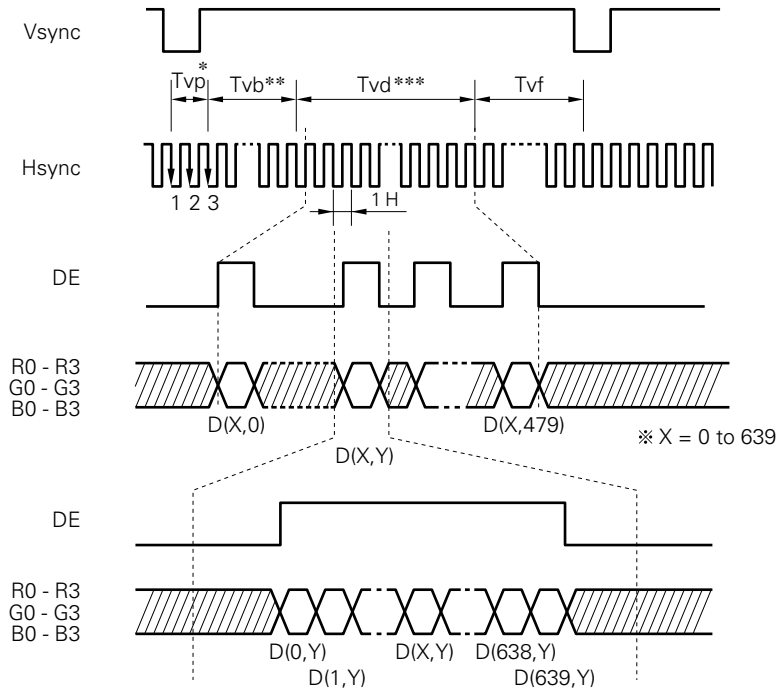 Vsync
Tvp* Tvb** Tvd*** Tvf
Hsync
1 2 3
1 H
DE
R0 - R3
G0 - G3
B0 - B3
D(X,0)
D(X,479)
※ X = 0 to 639
D(X,Y)
DE
R0 - R3
G0 - G3
B0 - B3
D(0,Y) D(X,Y) D(638,Y)
D(1,Y) D(639,Y)